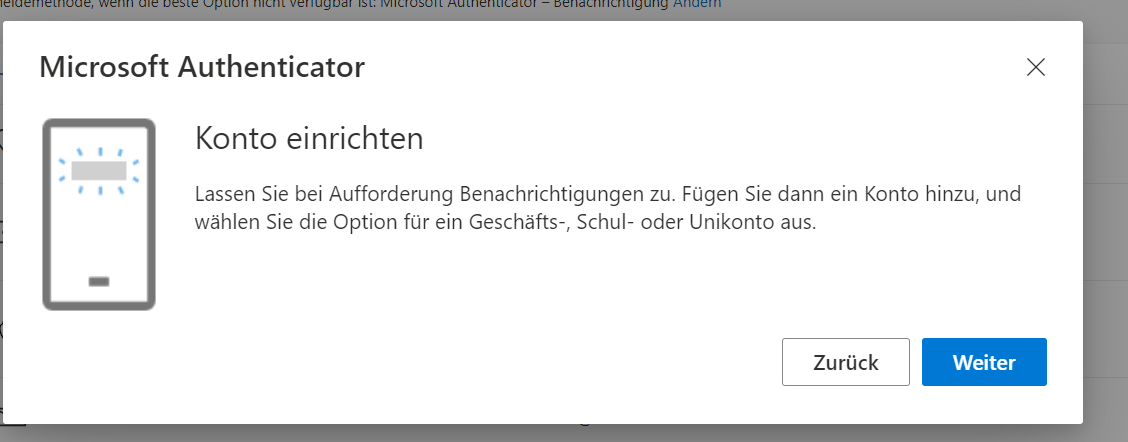 eldemethode, wenn die beste Option nicht verfügbar ist: Microsoft Authenticator – Benachrichtigung Ändern
Microsoft Authenticator
Konto einrichten
Lassen Sie bei Aufforderung Benachrichtigungen zu. Fügen Sie dann ein Konto hinzu, und
wählen Sie die Option für ein Geschäfts-, Schul- oder Unikonto aus.
Zurück
Weiter